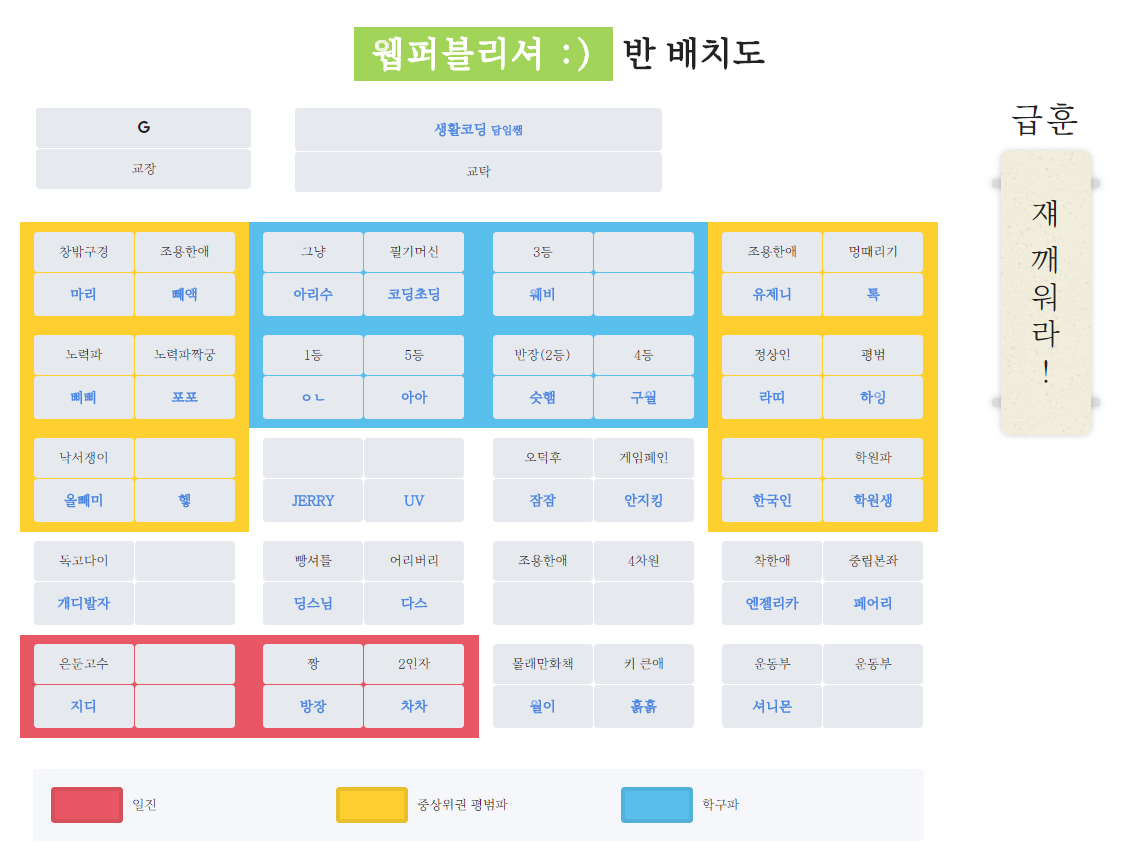 웹퍼블리셔 :) 반 배치도
급훈
재
깨
워
라
!
G 생활코딩 담임쌤
교장 교탁
창밖구경 조용한애 그냥 필기머신 3등 조용한애 멍때리기
마리 빼액 아리수 코딩초딩 웨비 유제니 톡
노력파 노력파짝궁 1등 5등 반장(2등) 4등 정상인 평범
삐삐 포포 ㅇㄴ 아아 슷햄 구월 라띠 하잉
낙서쟁이 오덕후 게임폐인 학원파
올빼미 헿 JERRY UV 잠잠 안지킹 한국인 학원생
독고다이 빵셔틀 어리버리 조용한애 4차원 착한애 중립본좌
개디발자 딩스님 다스 엔젤리카 페어리
은둔고수 짱 2인자 몰래만화책 키 큰애 운동부 운동부
지디 방장 차차 월이 흙흙 셔니몬
일진 중상위권 평범파 학구파